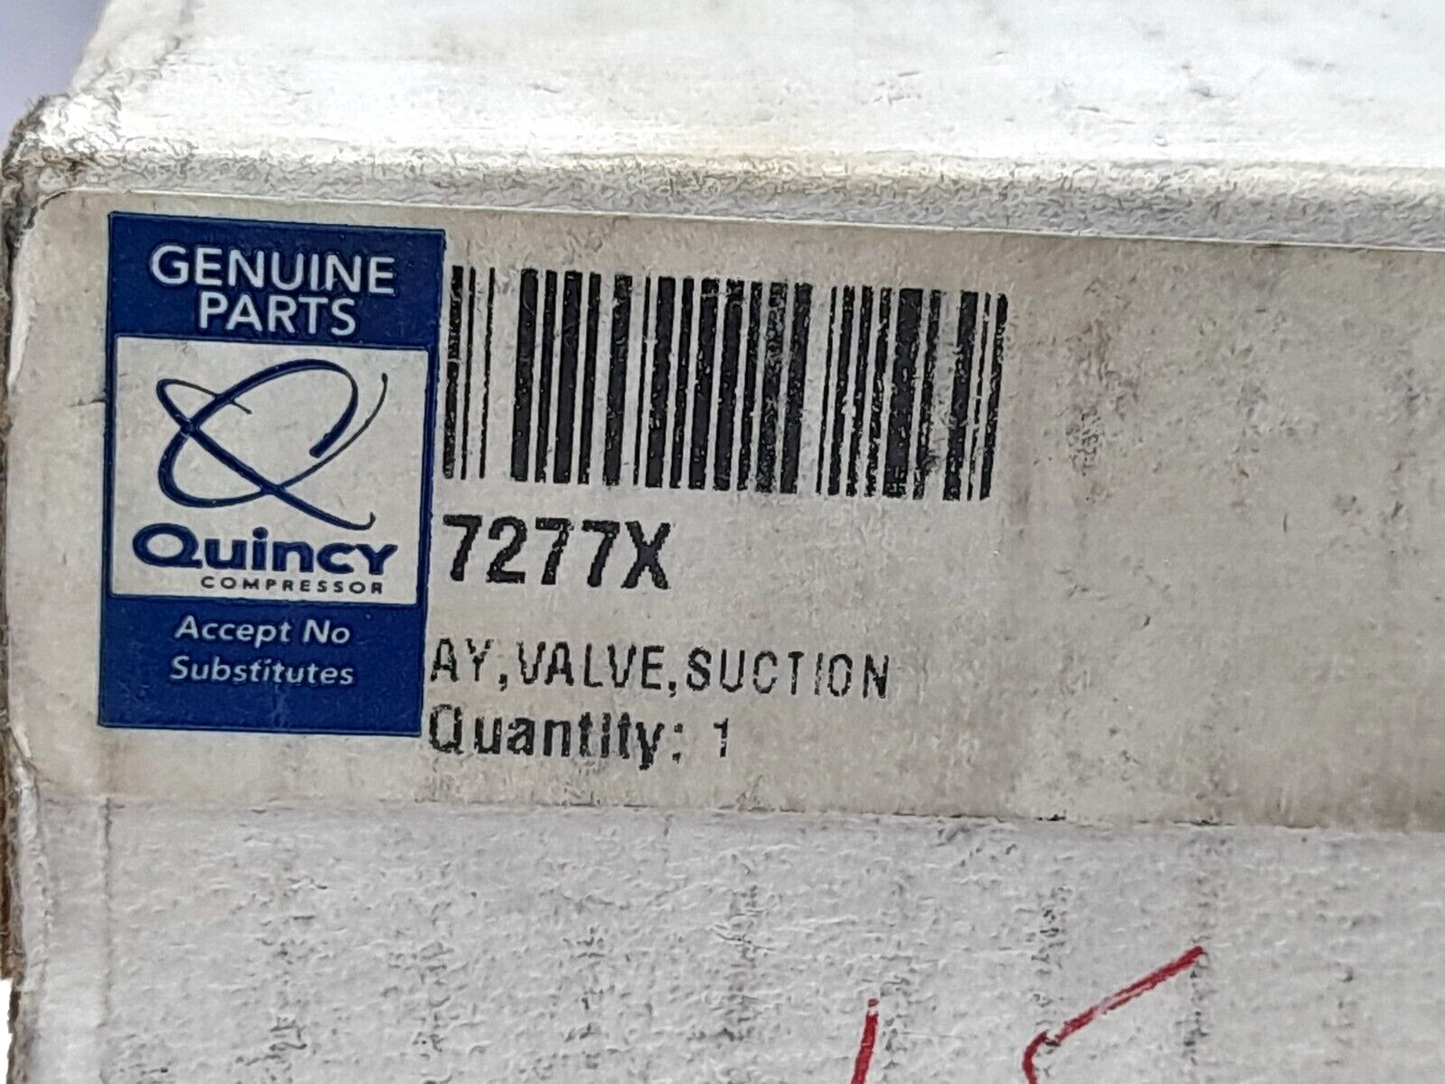 GENUINE
PARTS
Quincy
COMPRESSOR
Accept No
Substitutes
7277X
AY,VALVE,SUCTION
Quantity: 1